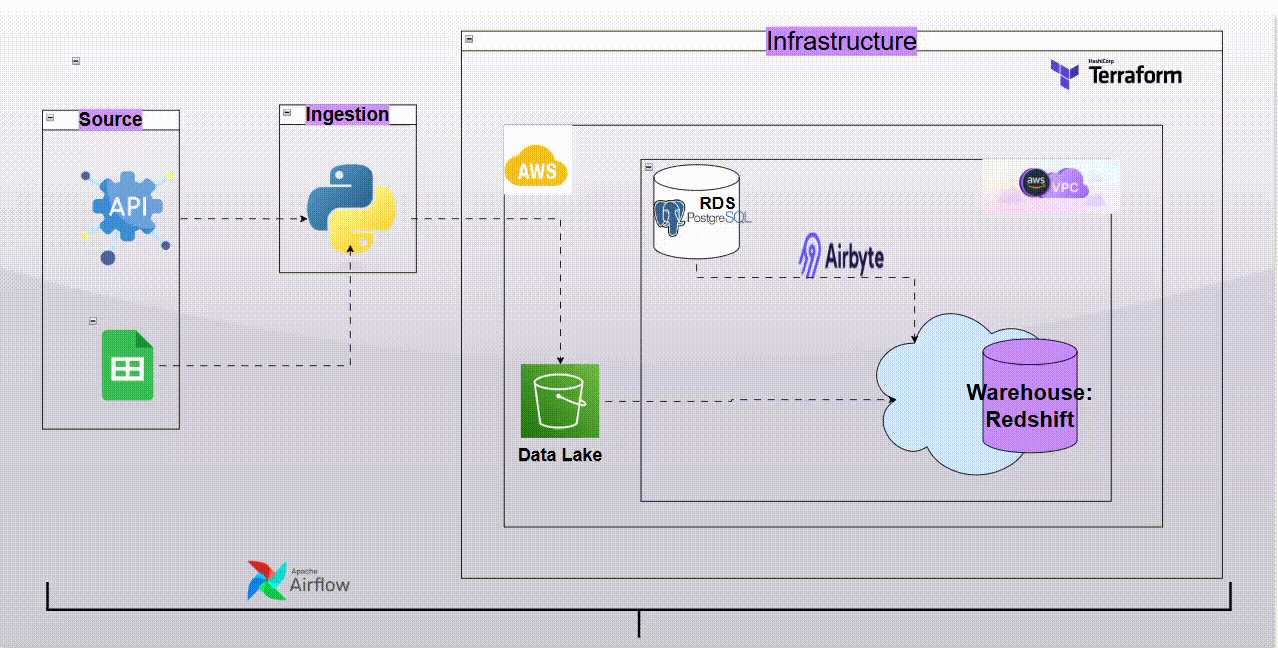 Infrastructure
HashiCorp
Terraform
Source
Ingestion
API
AWS
RDS
PostgreSQL
aws
VPC
Airbyte
Warehouse:
Redshift
Data Lake
Apache
Airflow